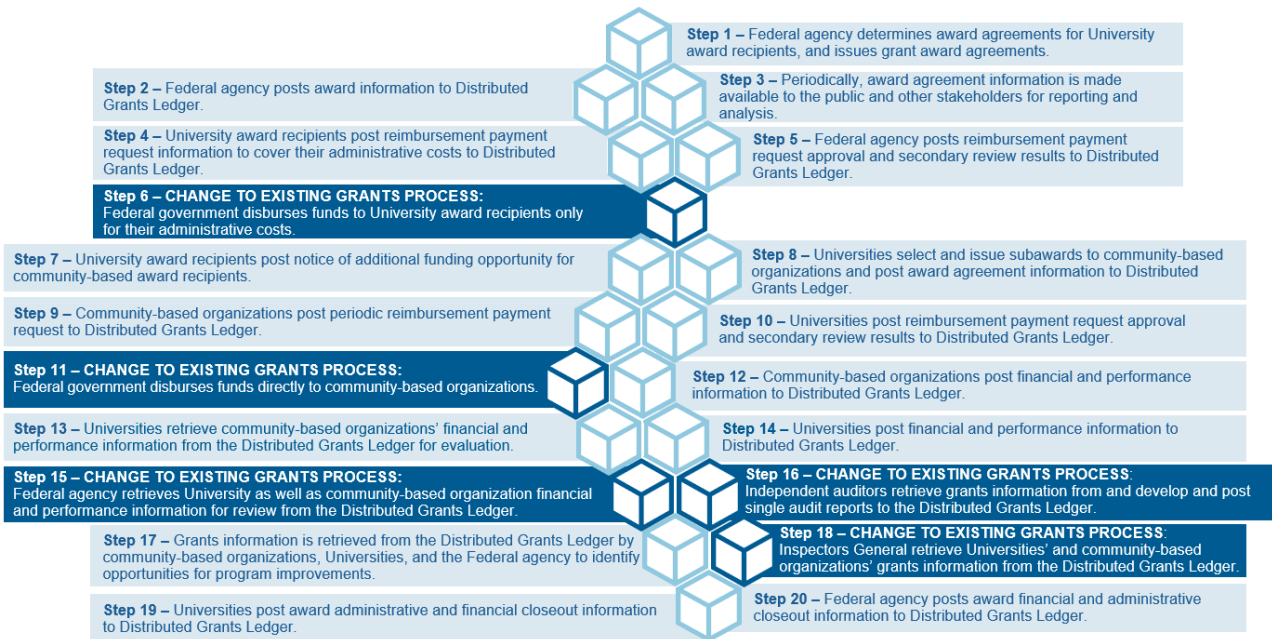 Step 1 – Federal agency determines award agreements for University
award recipients, and issues grant award agreements.
Step 2 – Federal agency posts award information to Distributed
Grants Ledger.
Step 3 – Periodically, award agreement information is made
available to the public and other stakeholders for reporting and
analysis.
Step 4 – University award recipients post reimbursement payment
request information to cover their administrative costs to Distributed
Grants Ledger.
Step 5 – Federal agency posts reimbursement payment
request approval and secondary review results to Distributed
Grants Ledger.
Step 6 – CHANGE TO EXISTING GRANTS PROCESS:
Federal government disburses funds to University award recipients only
for their administrative costs.
Step 7 – University award recipients post notice of additional funding opportunity for
community-based award recipients.
Step 8 – Universities select and issue subawards to community-based
organizations and post award agreement information to Distributed
Grants Ledger.
Step 9 – Community-based organizations post periodic reimbursement payment
request to Distributed Grants Ledger.
Step 10 – Universities post reimbursement payment request approval
and secondary review results to Distributed Grants Ledger.
Step 11 – CHANGE TO EXISTING GRANTS PROCESS:
Federal government disburses funds directly to community-based organizations.
Step 12 – Community-based organizations post financial and performance
information to Distributed Grants Ledger.
Step 13 – Universities retrieve community-based organizations' financial and
performance information from the Distributed Grants Ledger for evaluation.
Step 14 – Universities post financial and performance information to
Distributed Grants Ledger.
Step 15 – CHANGE TO EXISTING GRANTS PROCESS:
Federal agency retrieves University as well as community-based organization financial
and performance information for review from the Distributed Grants Ledger.
Step 16 – CHANGE TO EXISTING GRANTS PROCESS:
Independent auditors retrieve grants information from and develop and post
single audit reports to the Distributed Grants Ledger.
Step 17 – Grants information is retrieved from the Distributed Grants Ledger by
community-based organizations, Universities, and the Federal agency to identify
opportunities for program improvements.
Step 18 – CHANGE TO EXISTING GRANTS PROCESS:
Inspectors General retrieve Universities' and community-based
organizations' grants information from the Distributed Grants Ledger.
Step 19 – Universities post award administrative and financial closeout information
to Distributed Grants Ledger.
Step 20 – Federal agency posts award financial and administrative
closeout information to Distributed Grants Ledger.